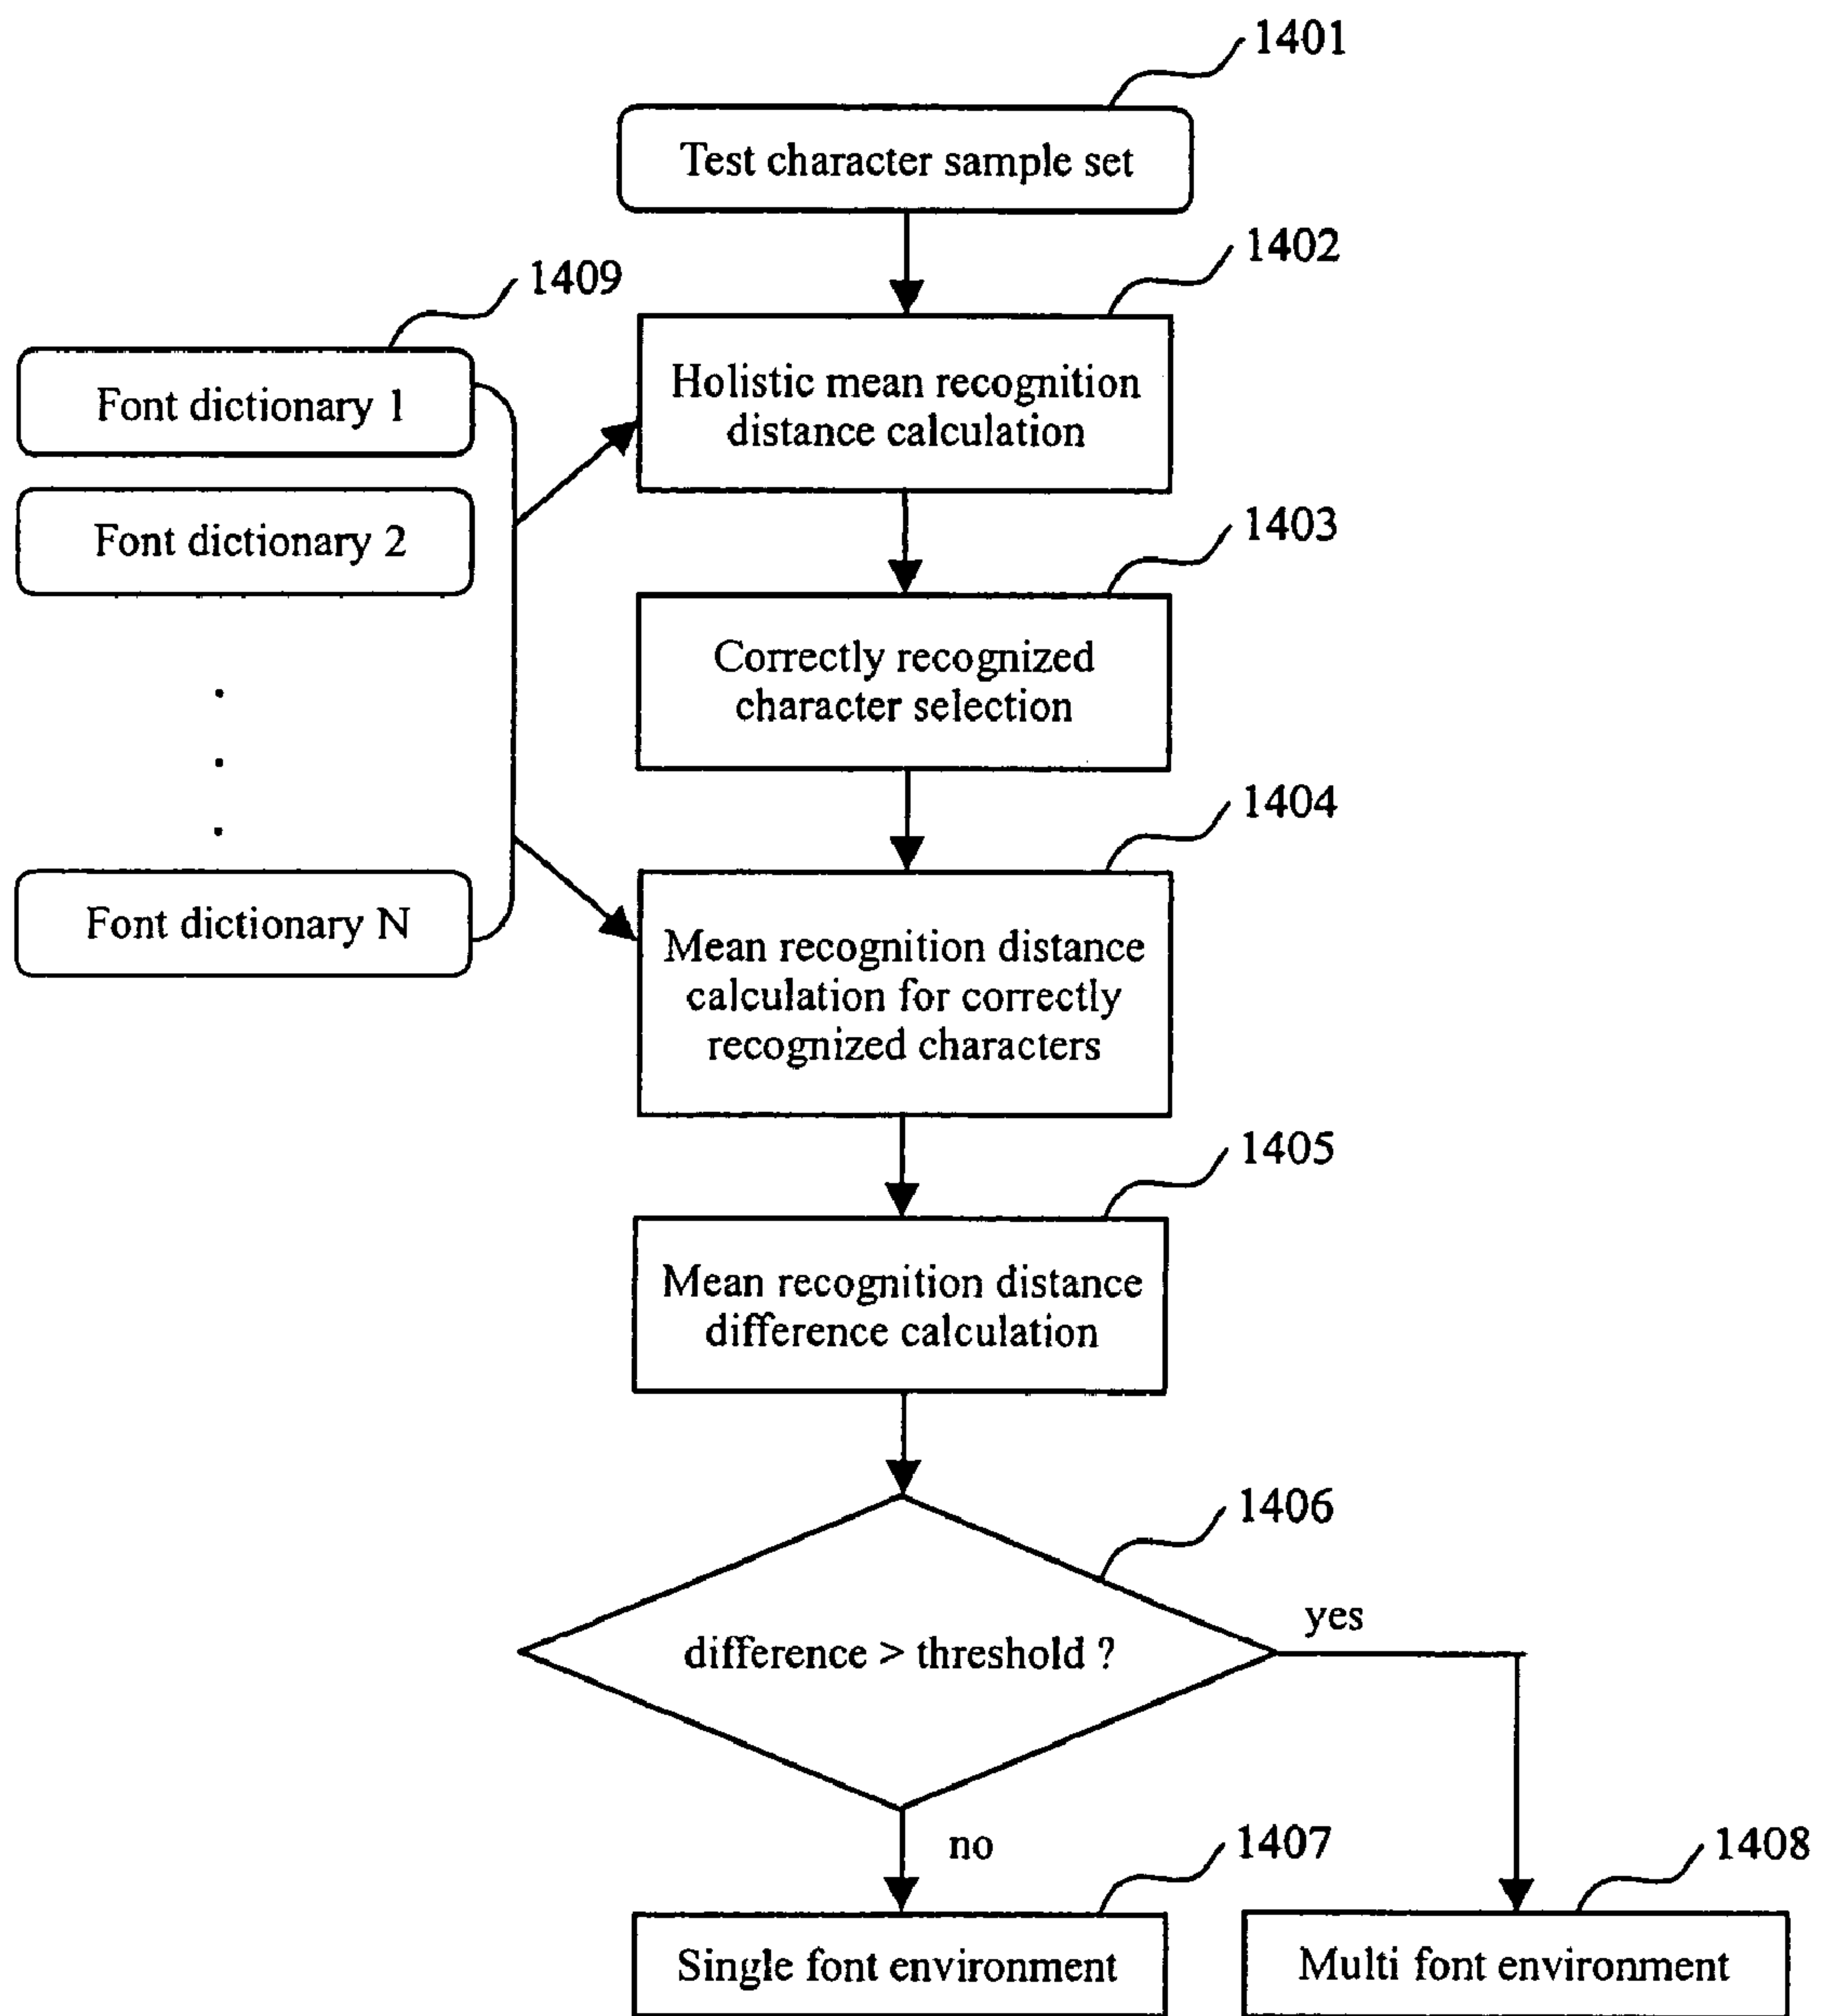 1401
Test character sample set
1402
1409
Holistic mean recognition
distance calculation
Font dictionary 1
Font dictionary 2
1403
Correctly recognized
character selection
1404
Font dictionary N
Mean recognition distance
calculation for correctly
recognized characters
1405
Mean recognition distance
difference calculation
1406
yes
difference > threshold ?
no
1407
1408
Single font environment
Multi font environment